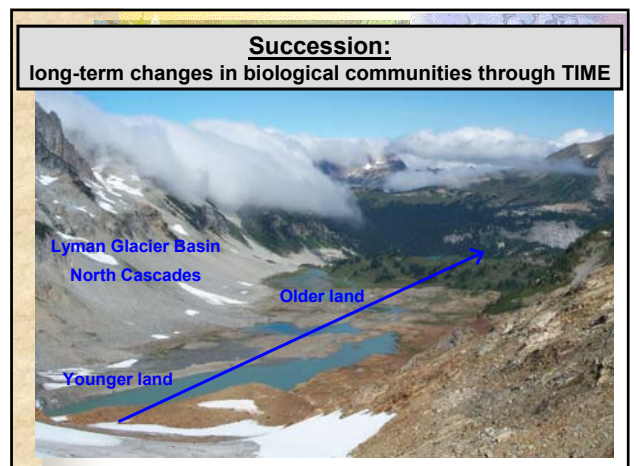 Succession:
long-term changes in biological communities through TIME
Lyman Glacier Basin
North Cascades
Older land
Younger land